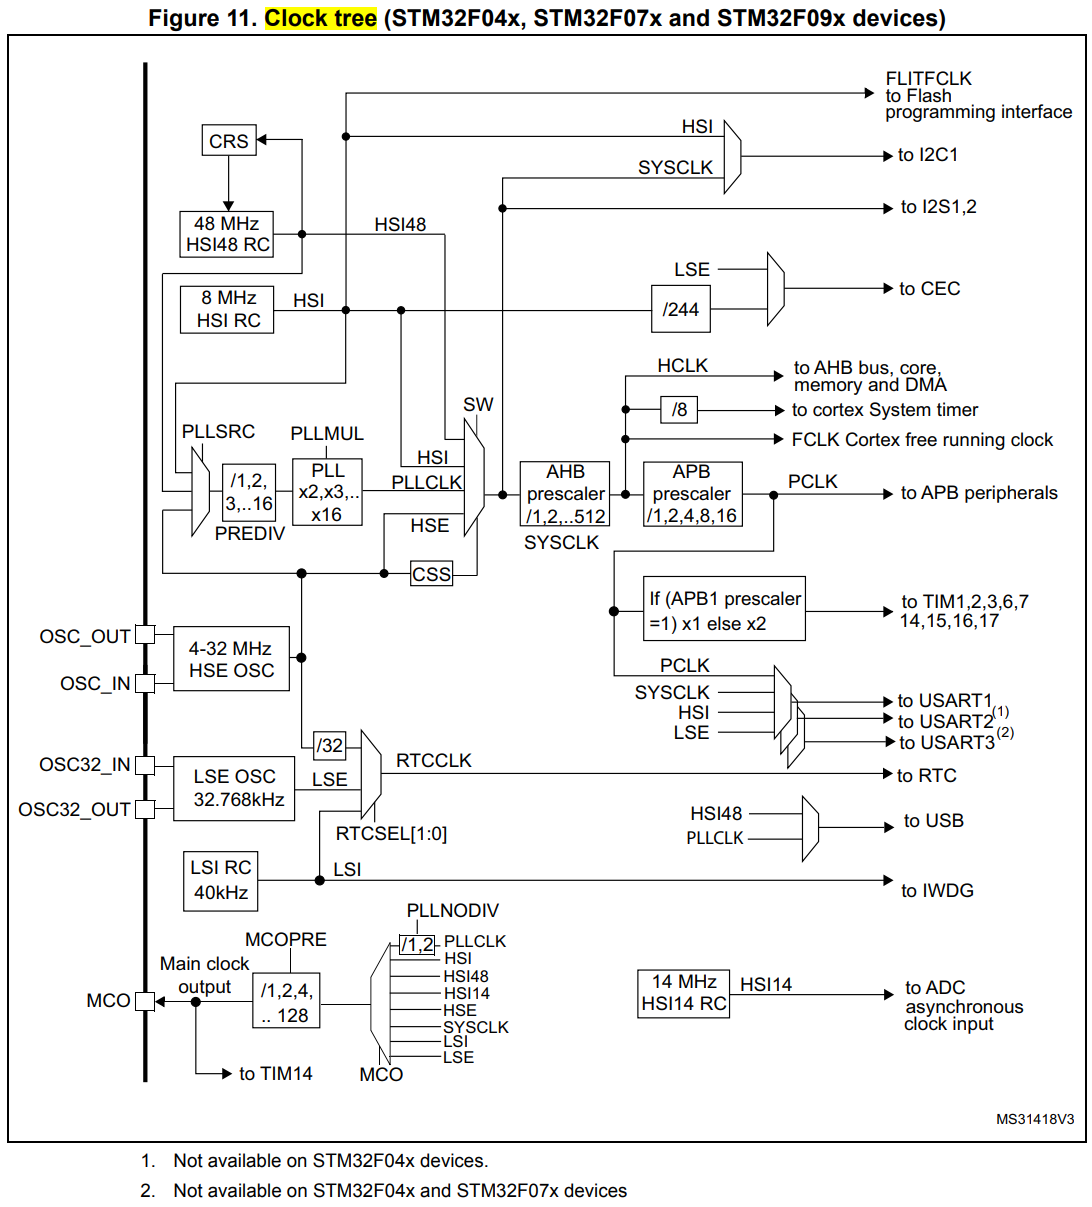 Figure 11. Clock tree (STM32F04x, STM32F07x and STM32F09x devices)
FLITFCLK
to Flash
programming interface
HSI
CRS
to I2C1
SYSCLK
to I2S1,2
48 MHz
HSI48 RC
HSI48
LSE
to CEC
8 MHz
HSI RC
HSI
/244
HCLK
to AHB bus, core,
memory and DMA
/8
to cortex System timer
SW
PLLSRC
PLLMUL
FCLK Cortex free running clock
HSI
/1,2,
3,..16
PREDIV
PLL
x2,x3,..
x16
PLLCLK
HSE
AHB
prescaler
/1,2,..512
SYSCLK
APB
prescaler
/1,2,4,8,16
PCLK
to APB peripherals
CSS
If (APB1 prescaler
=1) x1 else x2
to TIM1,2,3,6,7
14,15,16,17
OSC_OUT
OSC_IN
4-32 MHz
HSE OSC
PCLK
SYSCLK
HSI
LSE
to USART1
to USART2(1)
to USART3(2)
/32
OSC32_IN
OSC32_OUT
LSE OSC
32.768kHz
LSE
RTCCLK
to RTC
RTCSEL[1:0]
HSI48
PLLCLK
to USB
LSI RC
40kHz
LSI
to IWDG
PLLNODIV
/1,2
PLLCLK
HSI
HSI48
HSI14
HSE
SYSCLK
LSI
LSE
MCOPRE
Main clock
output
MCO
/1,2,4,
.. 128
to TIM14
MCO
14 MHz
HSI14 RC
HSI14
to ADC
asynchronous
clock input
MS31418V3
1. Not available on STM32F04x devices.
2. Not available on STM32F04x and STM32F07x devices